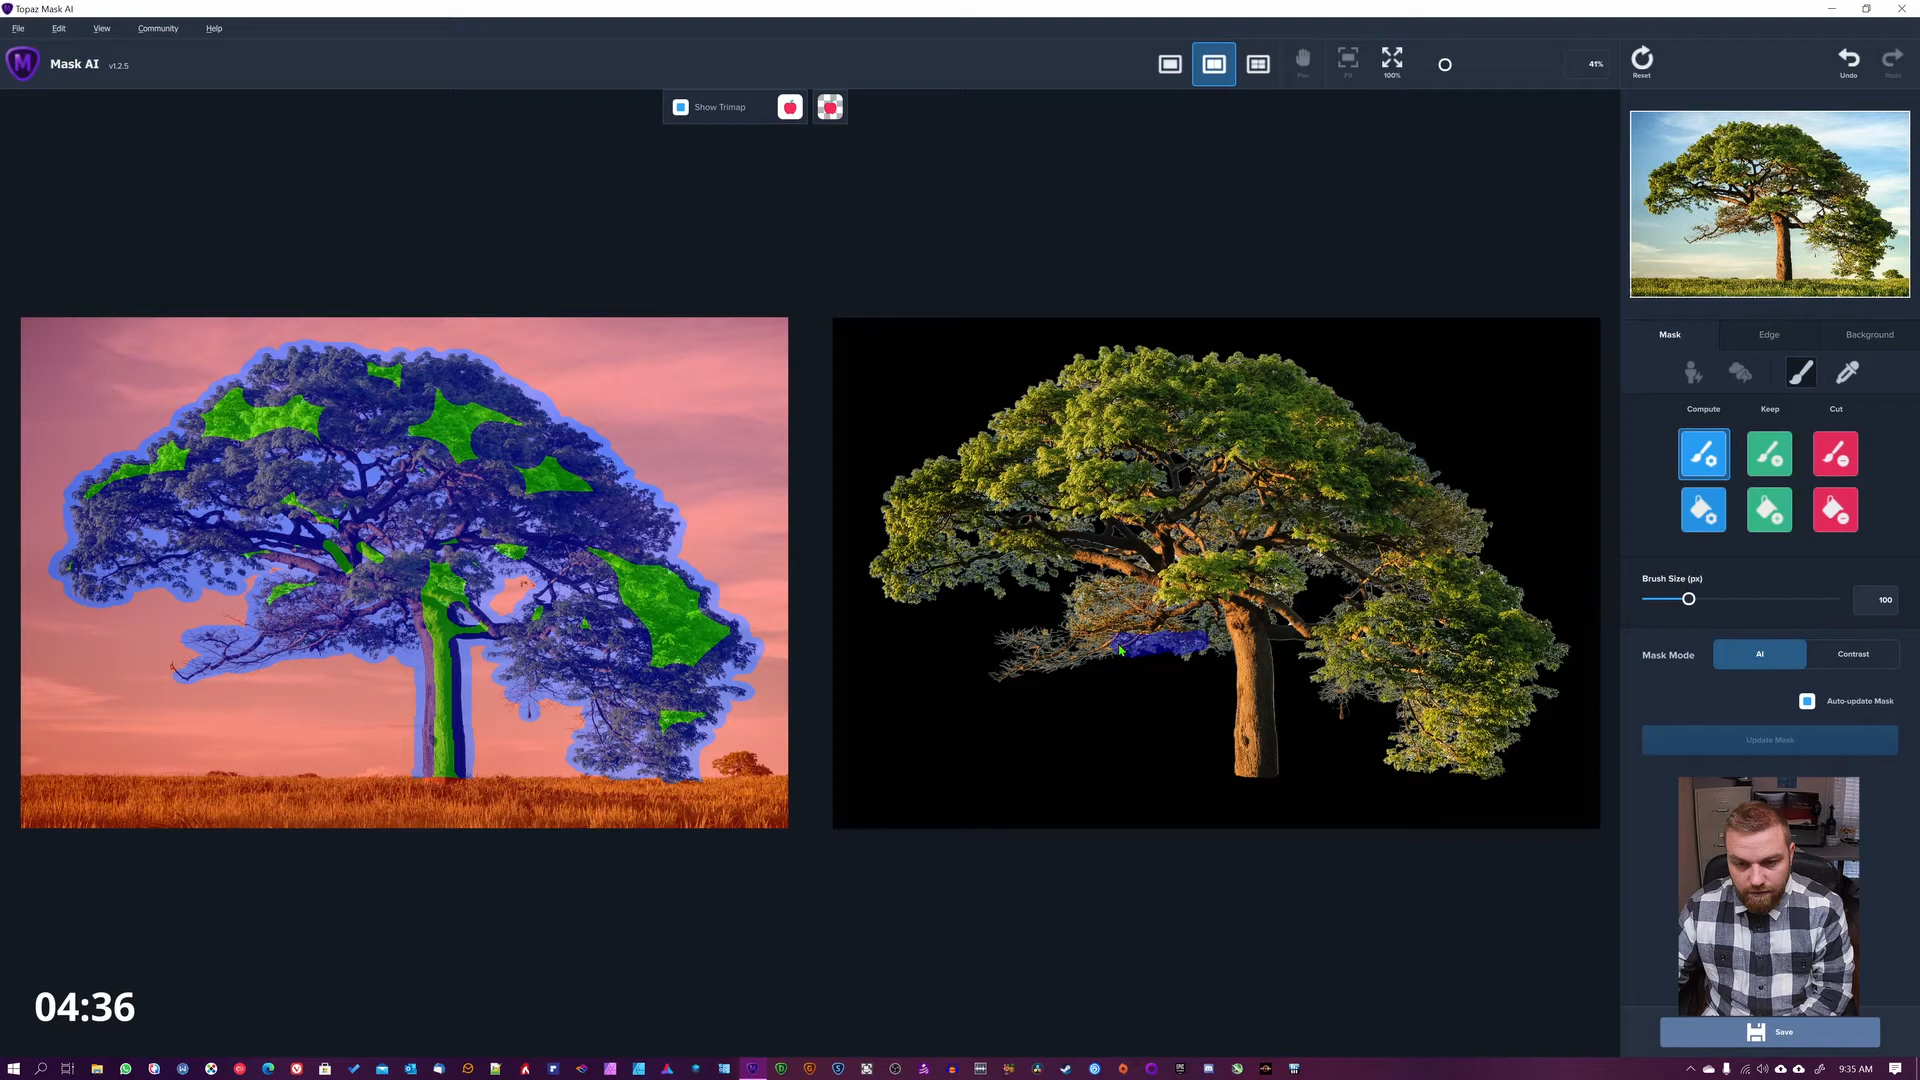 Topaz Mask AI
File Edit View Community Help
Mask AI v1.2.5
Pan Fit 100% 41% Reset Undo Redo
Show Trimap
Mask Edge Background
Compute Keep Cut
Brush Size (px)
100
Mask Mode AI Contrast
Auto-update Mask
Update Mask
04:36
Save
9:35 AM